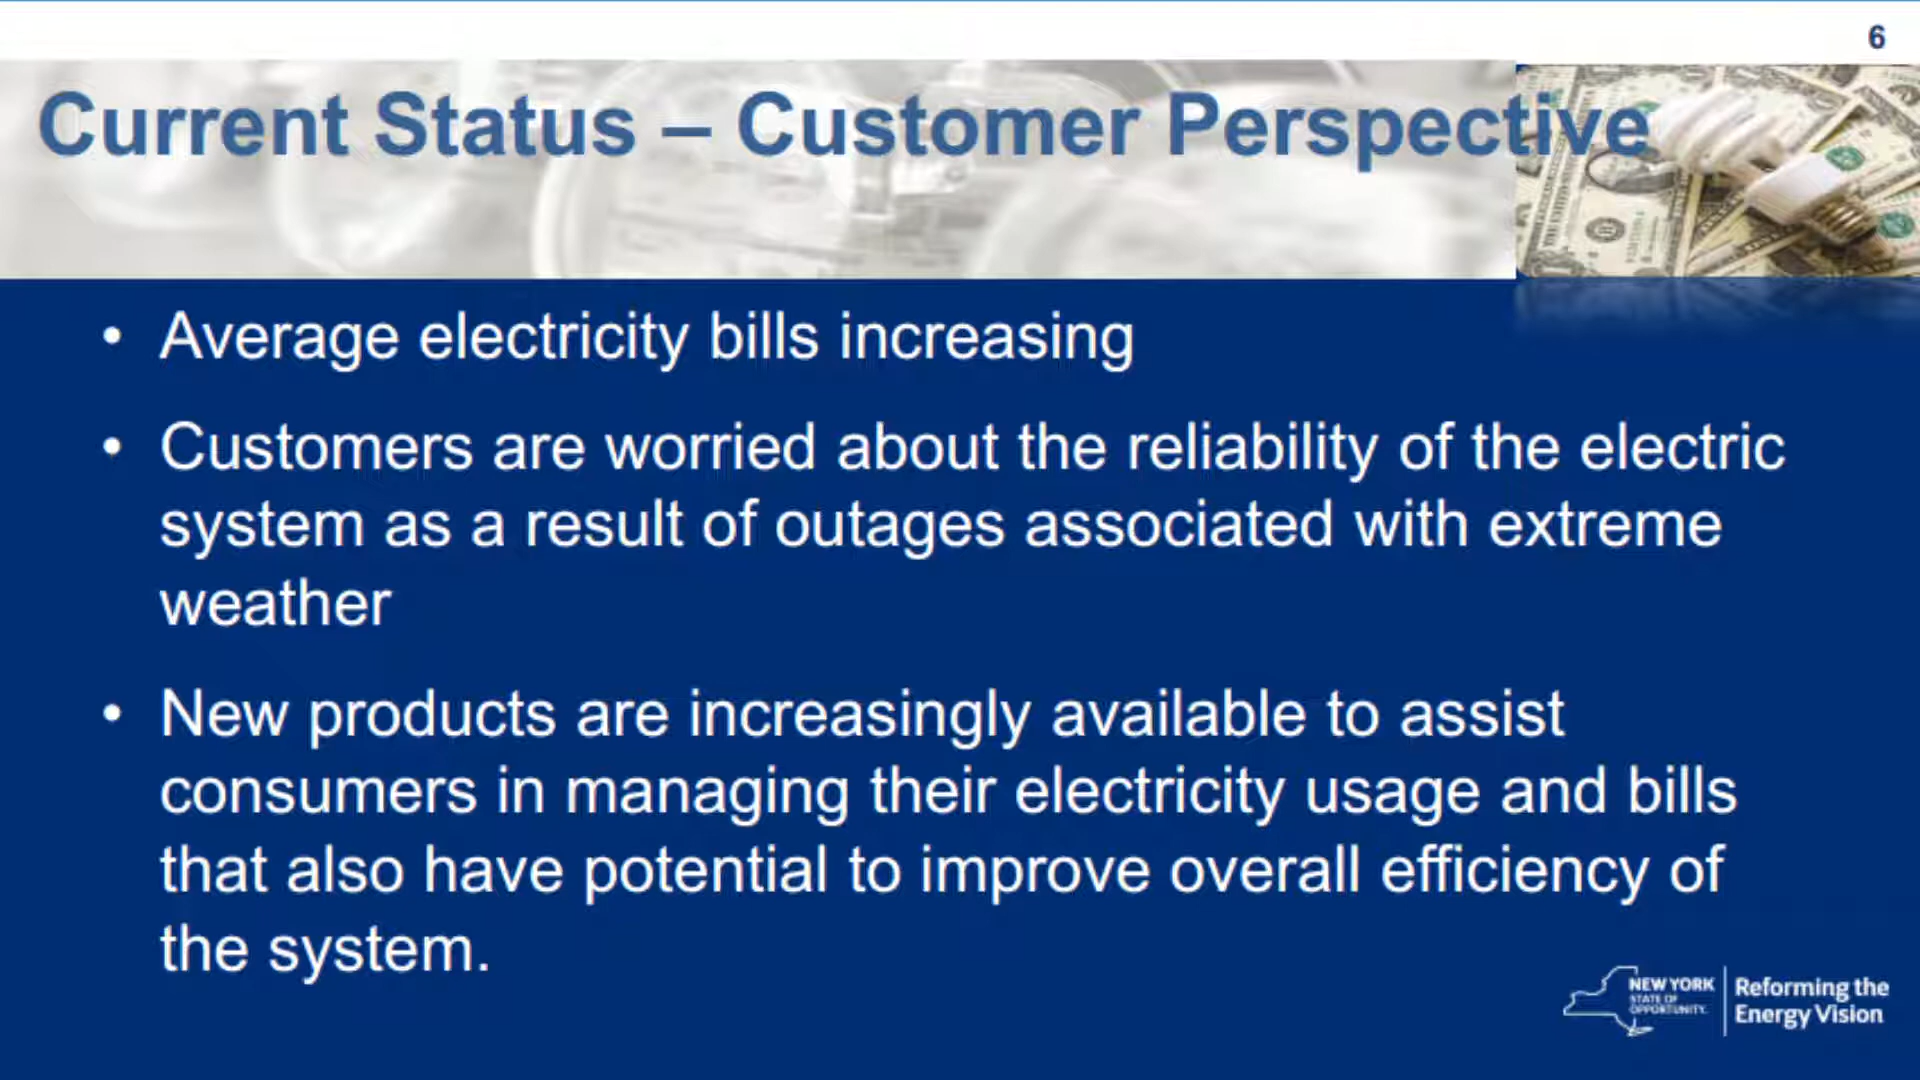 6
Current Status – Customer Perspective
• Average electricity bills increasing
• Customers are worried about the reliability of the electric
system as a result of outages associated with extreme
weather
• New products are increasingly available to assist
consumers in managing their electricity usage and bills
that also have potential to improve overall efficiency of
the system.
NEW YORK
STATE OF
OPPORTUNITY.
Reforming the
Energy Vision